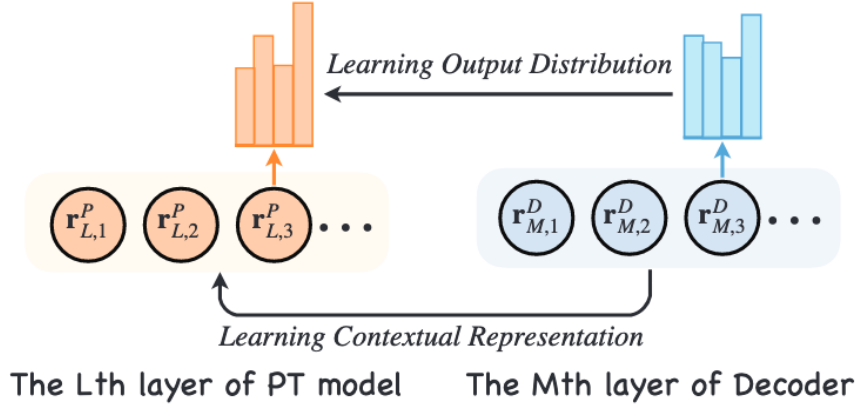 Learning Output Distribution
r^P_{L,1} r^P_{L,2} r^P_{L,3} ... r^D_{M,1} r^D_{M,2} r^D_{M,3} ...
Learning Contextual Representation
The Lth layer of PT model The Mth layer of Decoder